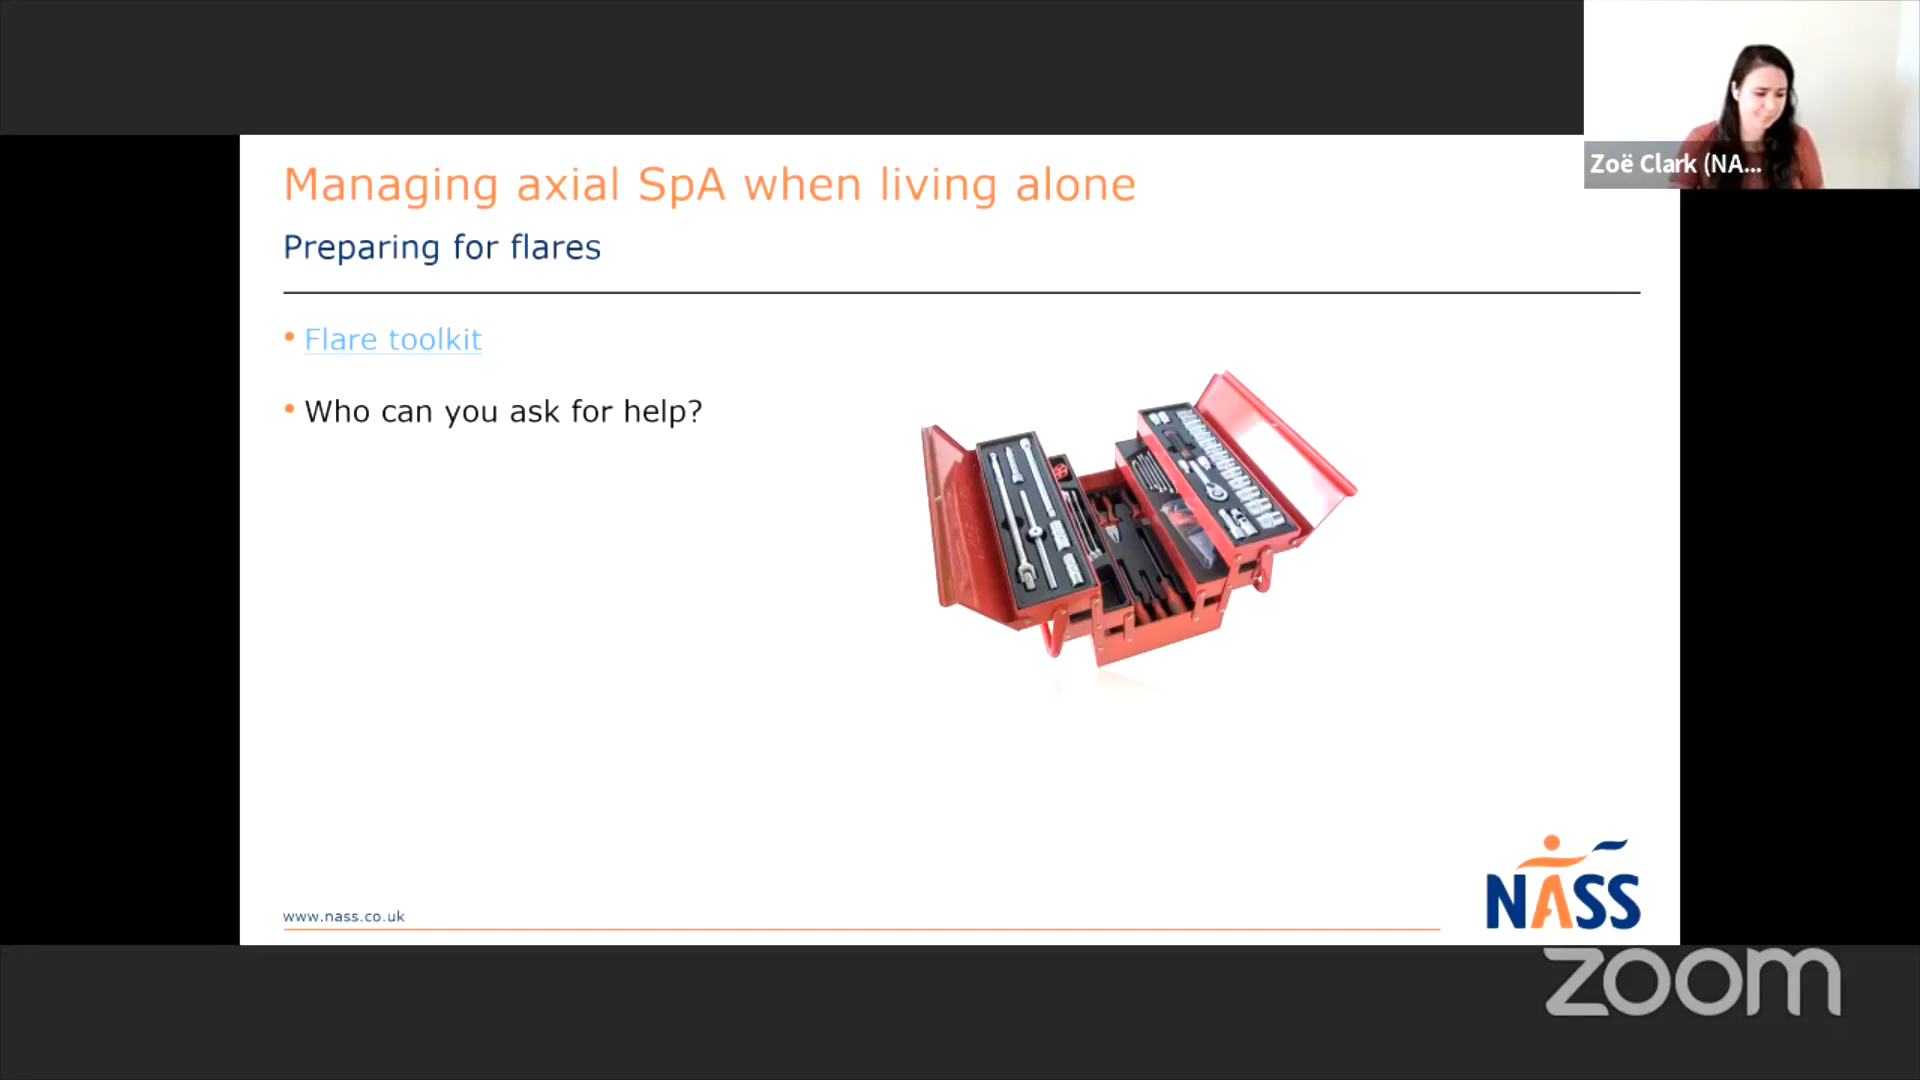 Zoë Clark (NA...
Managing axial SpA when living alone
Preparing for flares
• Flare toolkit
• Who can you ask for help?
www.nass.co.uk
NASS
zoom